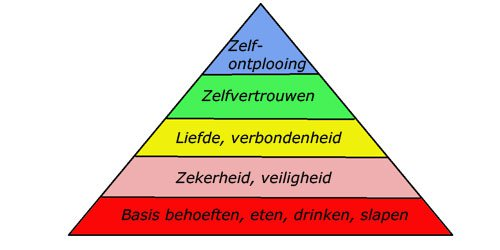 Zelf-
ontplooing
Zelfvertrouwen
Liefde, verbondenheid
Zekerheid, veiligheid
Basis behoeften, eten, drinken, slapen